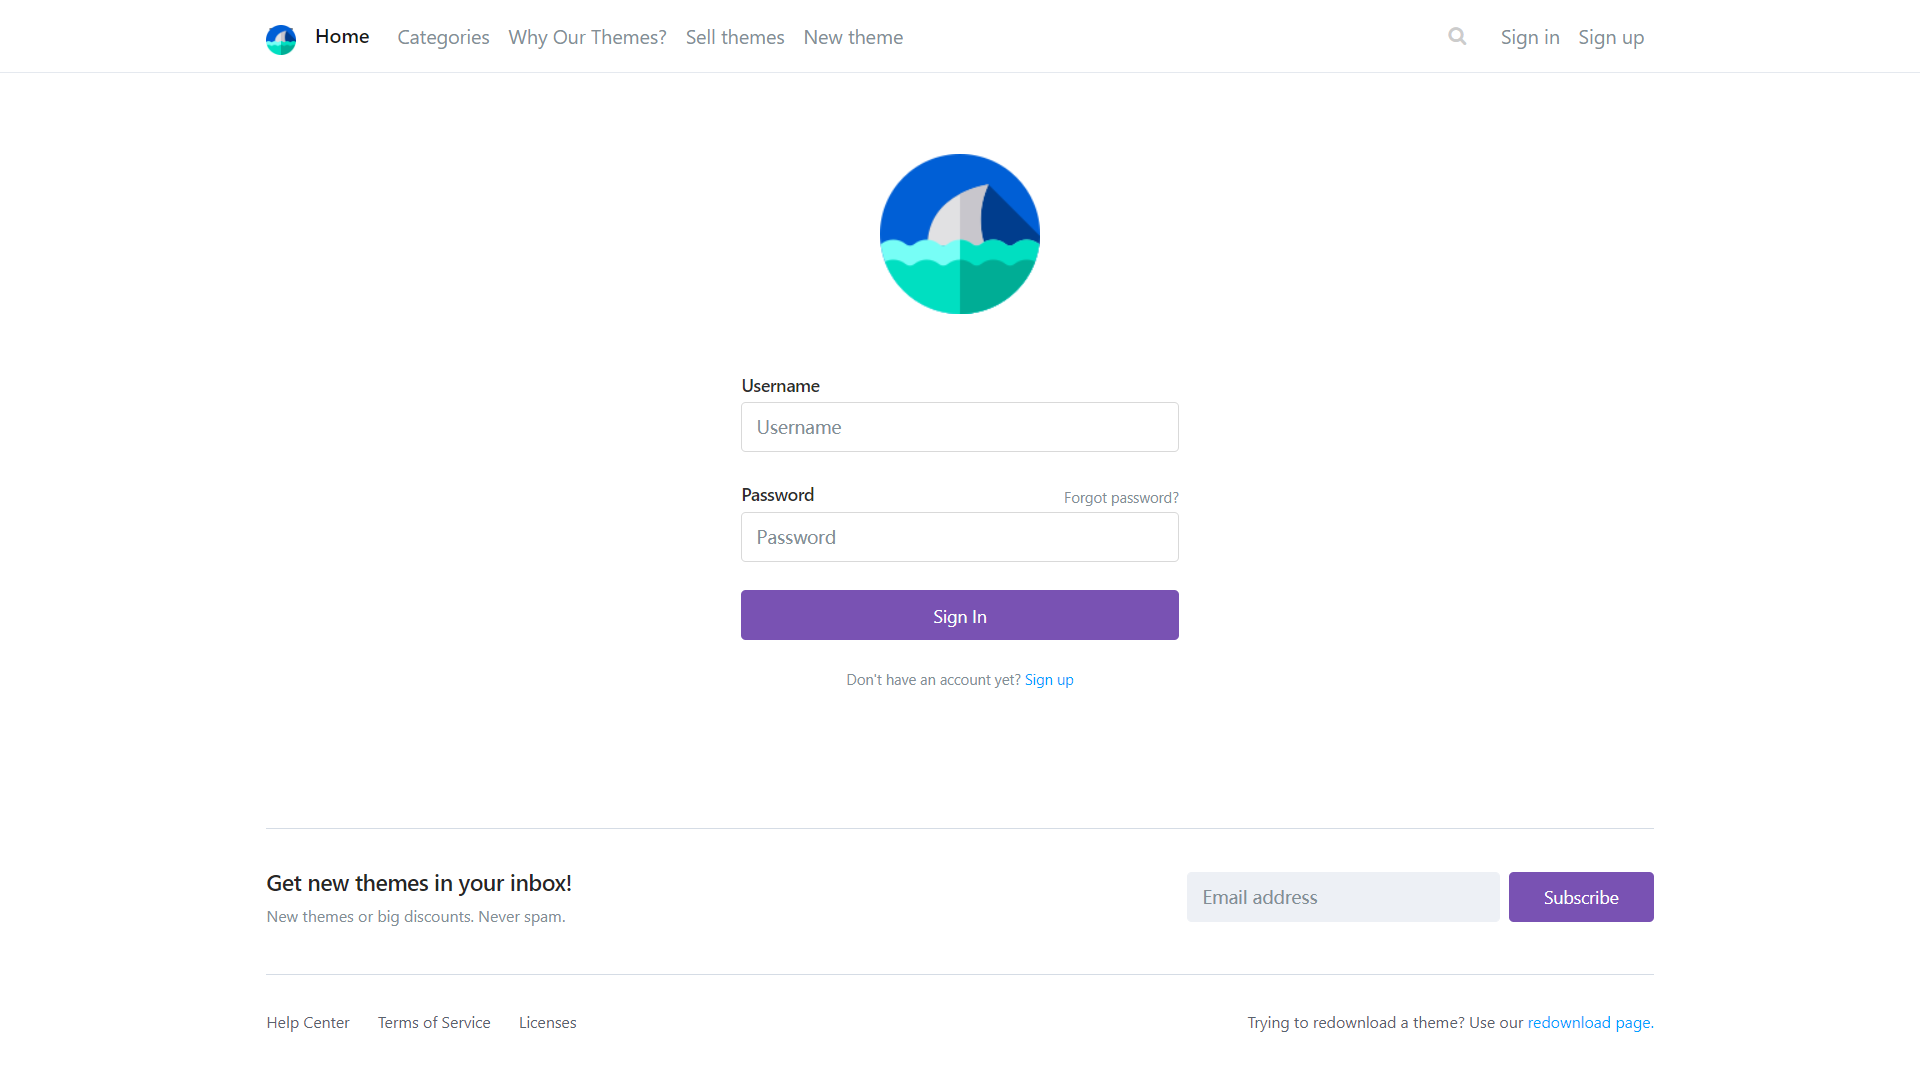 Home Categories Why Our Themes? Sell themes New theme Sign in Sign up
Username
Username
Password Forgot password?
Password
Sign In
Don't have an account yet? Sign up
Get new themes in your inbox!
New themes or big discounts. Never spam.
Email address Subscribe
Help Center Terms of Service Licenses Trying to redownload a theme? Use our redownload page.